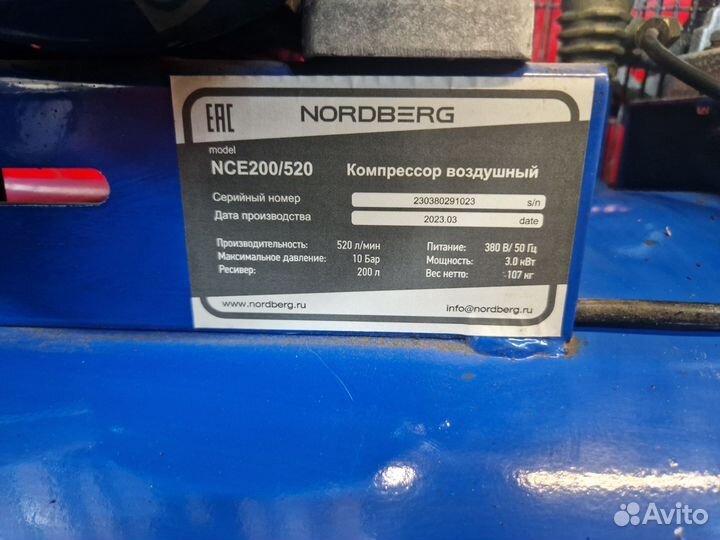 EAC NORDBERG
model
NCE200/520 Компрессор воздушный
Серийный номер 230380291023 s/n
Дата производства 2023.03 date
Производительность: 520 л/мин Питание: 380 В/ 50 Гц
Максимальное давление: 10 Бар Мощность: 3.0 кВт
Ресивер: 200 л Вес нетто: 107 кг
www.nordberg.ru info@nordberg.ru
Avito